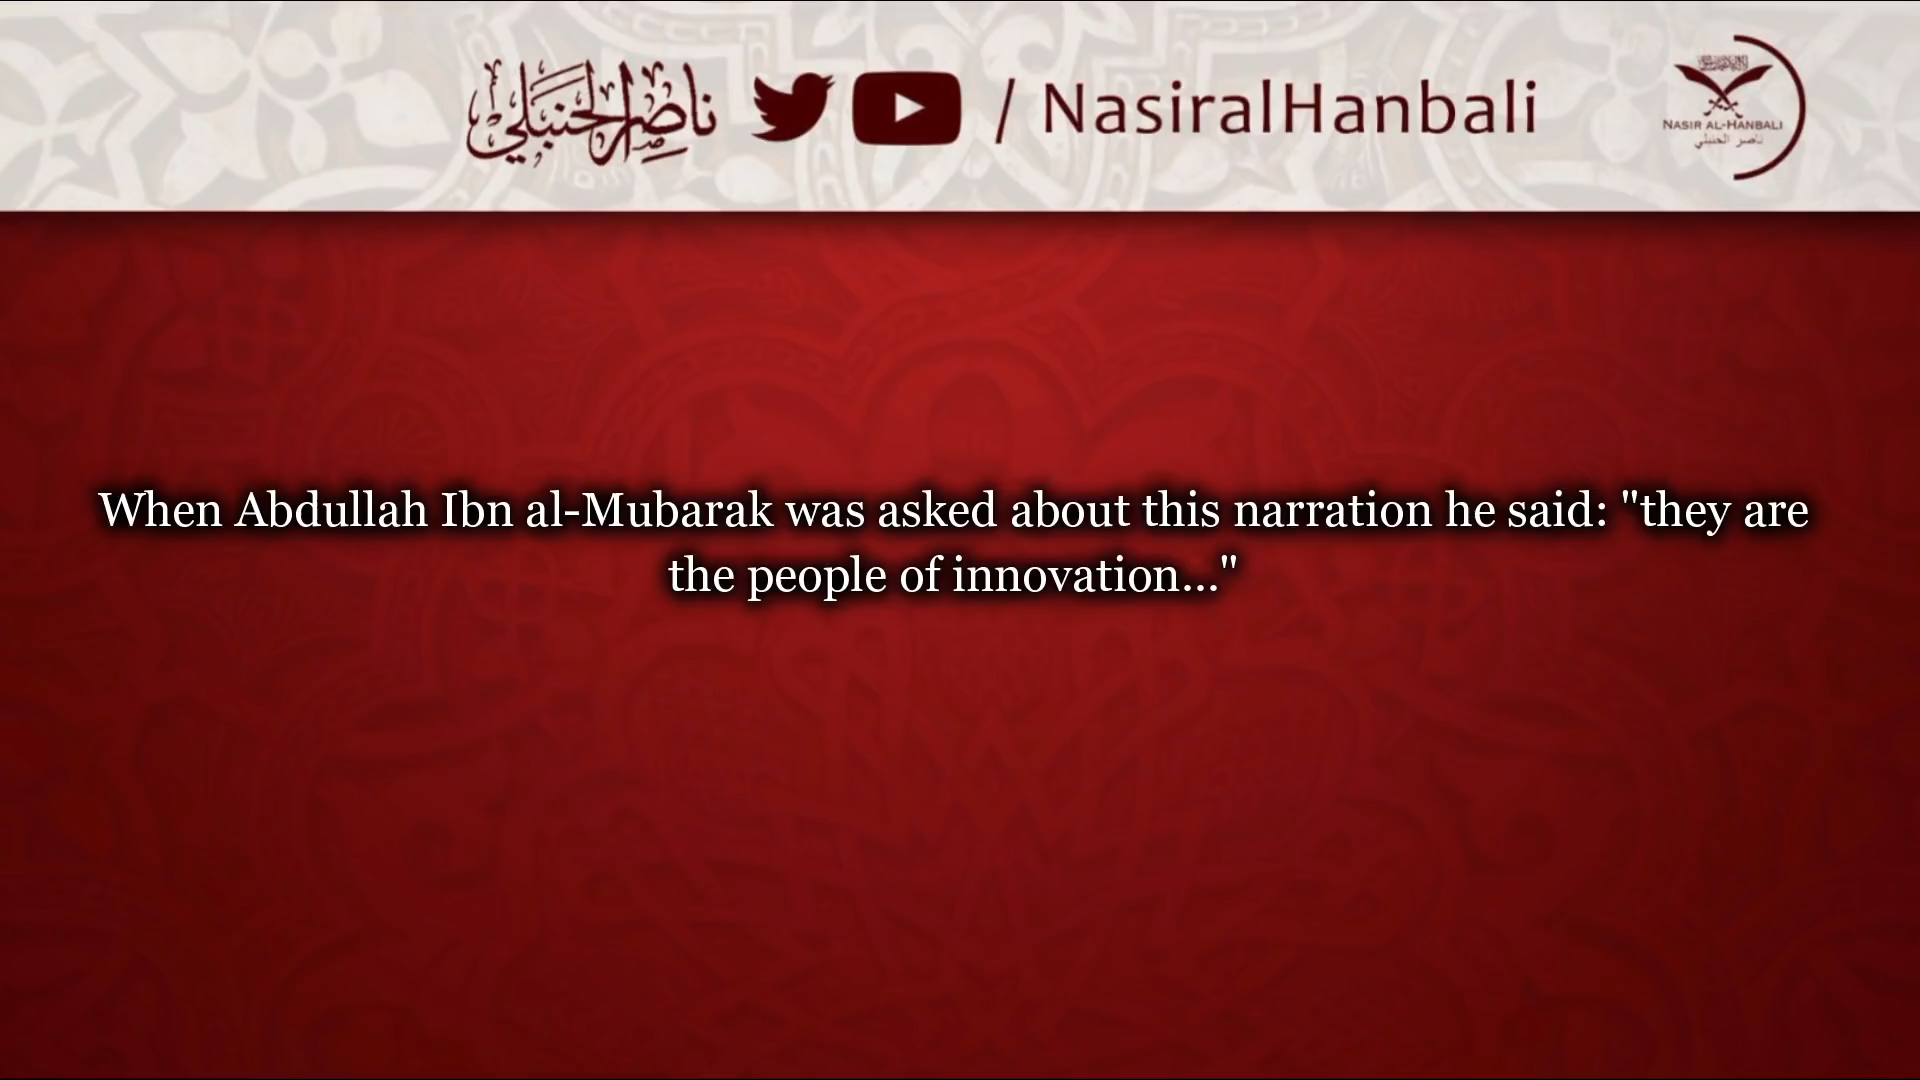 ناصر الحنبلي
/ NasiralHanbali
NASIR AL-HANBALI
ناصر الحنبلي
When Abdullah Ibn al-Mubarak was asked about this narration he said: "they are
the people of innovation..."